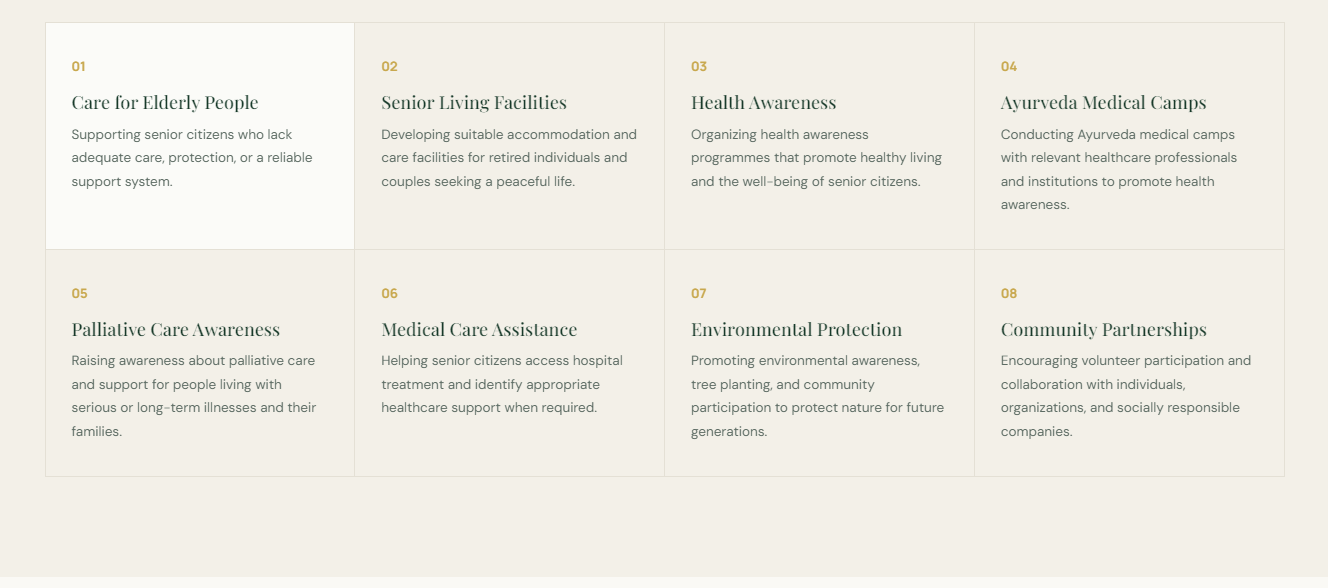 01
Care for Elderly People
Supporting senior citizens who lack
adequate care, protection, or a reliable
support system.
02
Senior Living Facilities
Developing suitable accommodation and
care facilities for retired individuals and
couples seeking a peaceful life.
03
Health Awareness
Organizing health awareness
programmes that promote healthy living
and the well-being of senior citizens.
04
Ayurveda Medical Camps
Conducting Ayurveda medical camps
with relevant healthcare professionals
and institutions to promote health
awareness.
05
Palliative Care Awareness
Raising awareness about palliative care
and support for people living with
serious or long-term illnesses and their
families.
06
Medical Care Assistance
Helping senior citizens access hospital
treatment and identify appropriate
healthcare support when required.
07
Environmental Protection
Promoting environmental awareness,
tree planting, and community
participation to protect nature for future
generations.
08
Community Partnerships
Encouraging volunteer participation and
collaboration with individuals,
organizations, and socially responsible
companies.